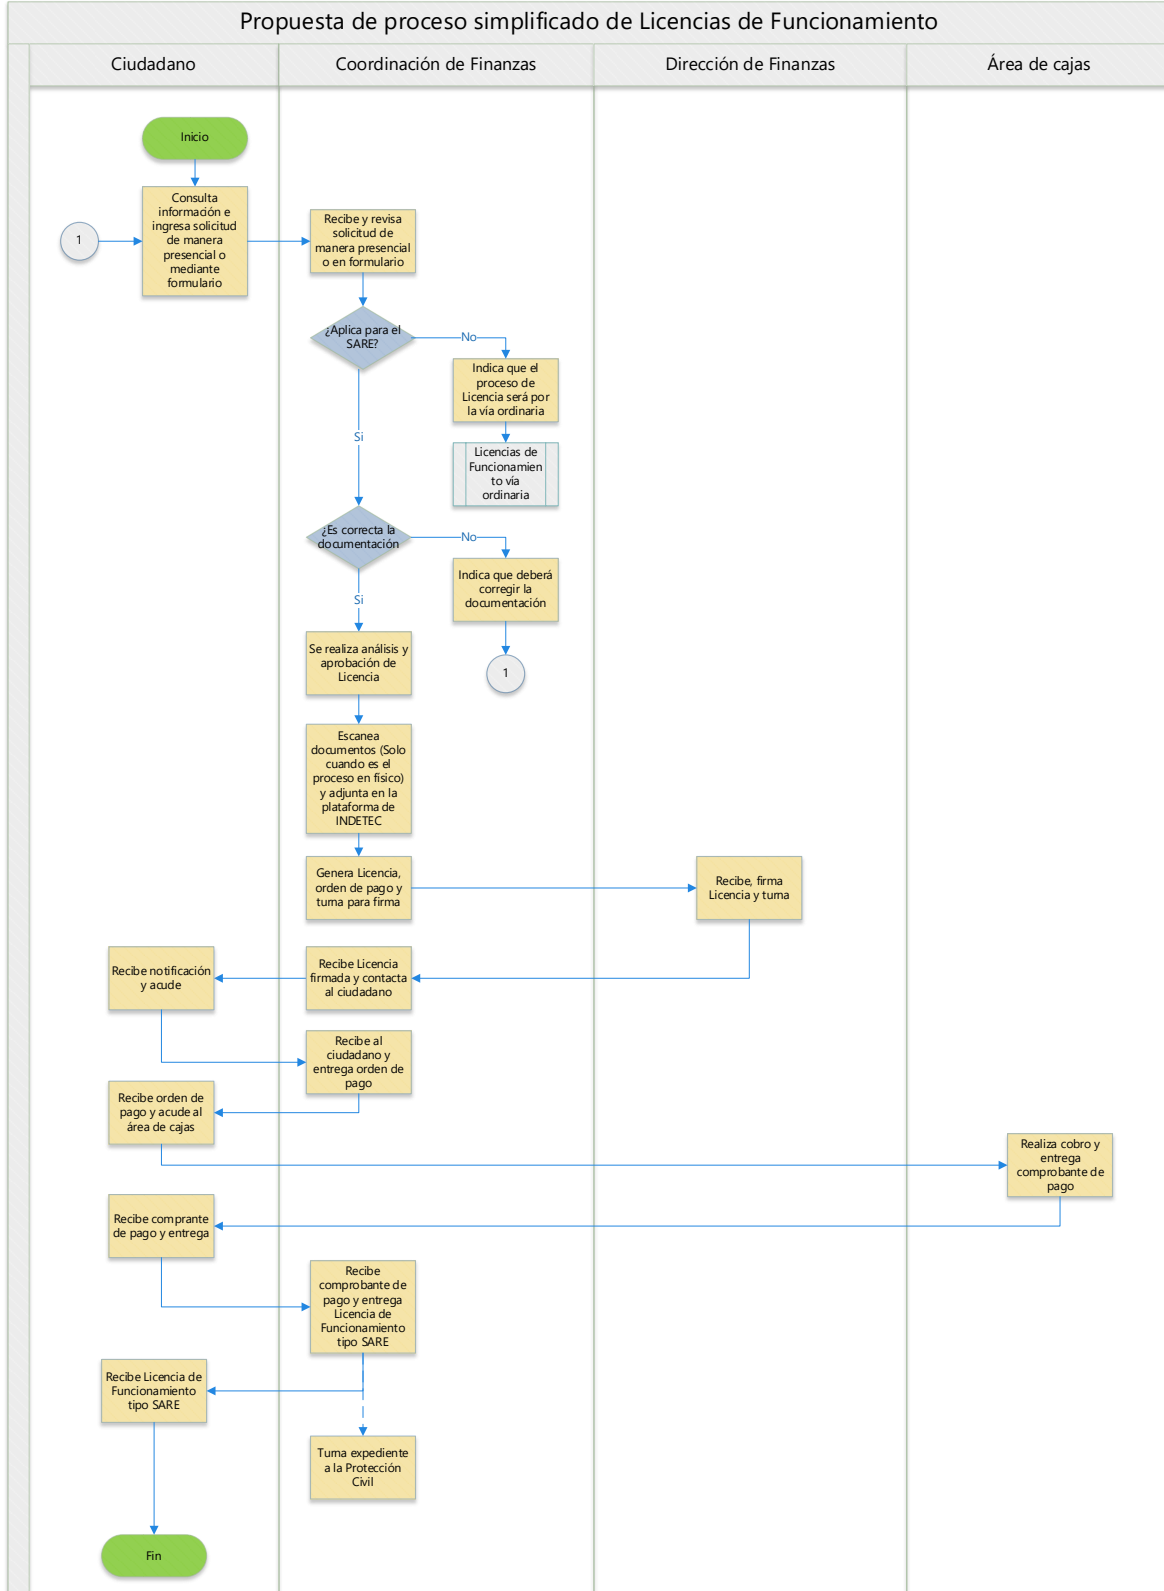 Propuesta de proceso simplificado de Licencias de Funcionamiento
Ciudadano
Coordinación de Finanzas
Dirección de Finanzas
Área de cajas
Inicio
Consulta
información e
ingresa solicitud
de manera
presencial o
mediante
formulario
1
Recibe y revisa
solicitud de
manera presencial
o en formulario
¿Aplica para el
SARE?
No
Indica que el
proceso de
Licencia será por
la vía ordinaria
Si
Licencias de
Funcionamien
to vía
ordinaria
¿Es correcta la
documentación
No
Indica que deberá
corregir la
documentación
Si
1
Se realiza análisis y
aprobación de
Licencia
Escanea
documentos (Solo
cuando es el
proceso en físico)
y adjunta en la
plataforma de
INDETEC
Genera Licencia,
orden de pago y
turna para firma
Recibe, firma
Licencia y turna
Recibe Licencia
firmada y contacta
al ciudadano
Recibe notificación
y acude
Recibe al
ciudadano y
entrega orden de
pago
Recibe orden de
pago y acude al
área de cajas
Realiza cobro y
entrega
comprobante de
pago
Recibe comprante
de pago y entrega
Recibe
comprobante de
pago y entrega
Licencia de
Funcionamiento
tipo SARE
Recibe Licencia de
Funcionamiento
tipo SARE
Turna expediente
a la Protección
Civil
Fin